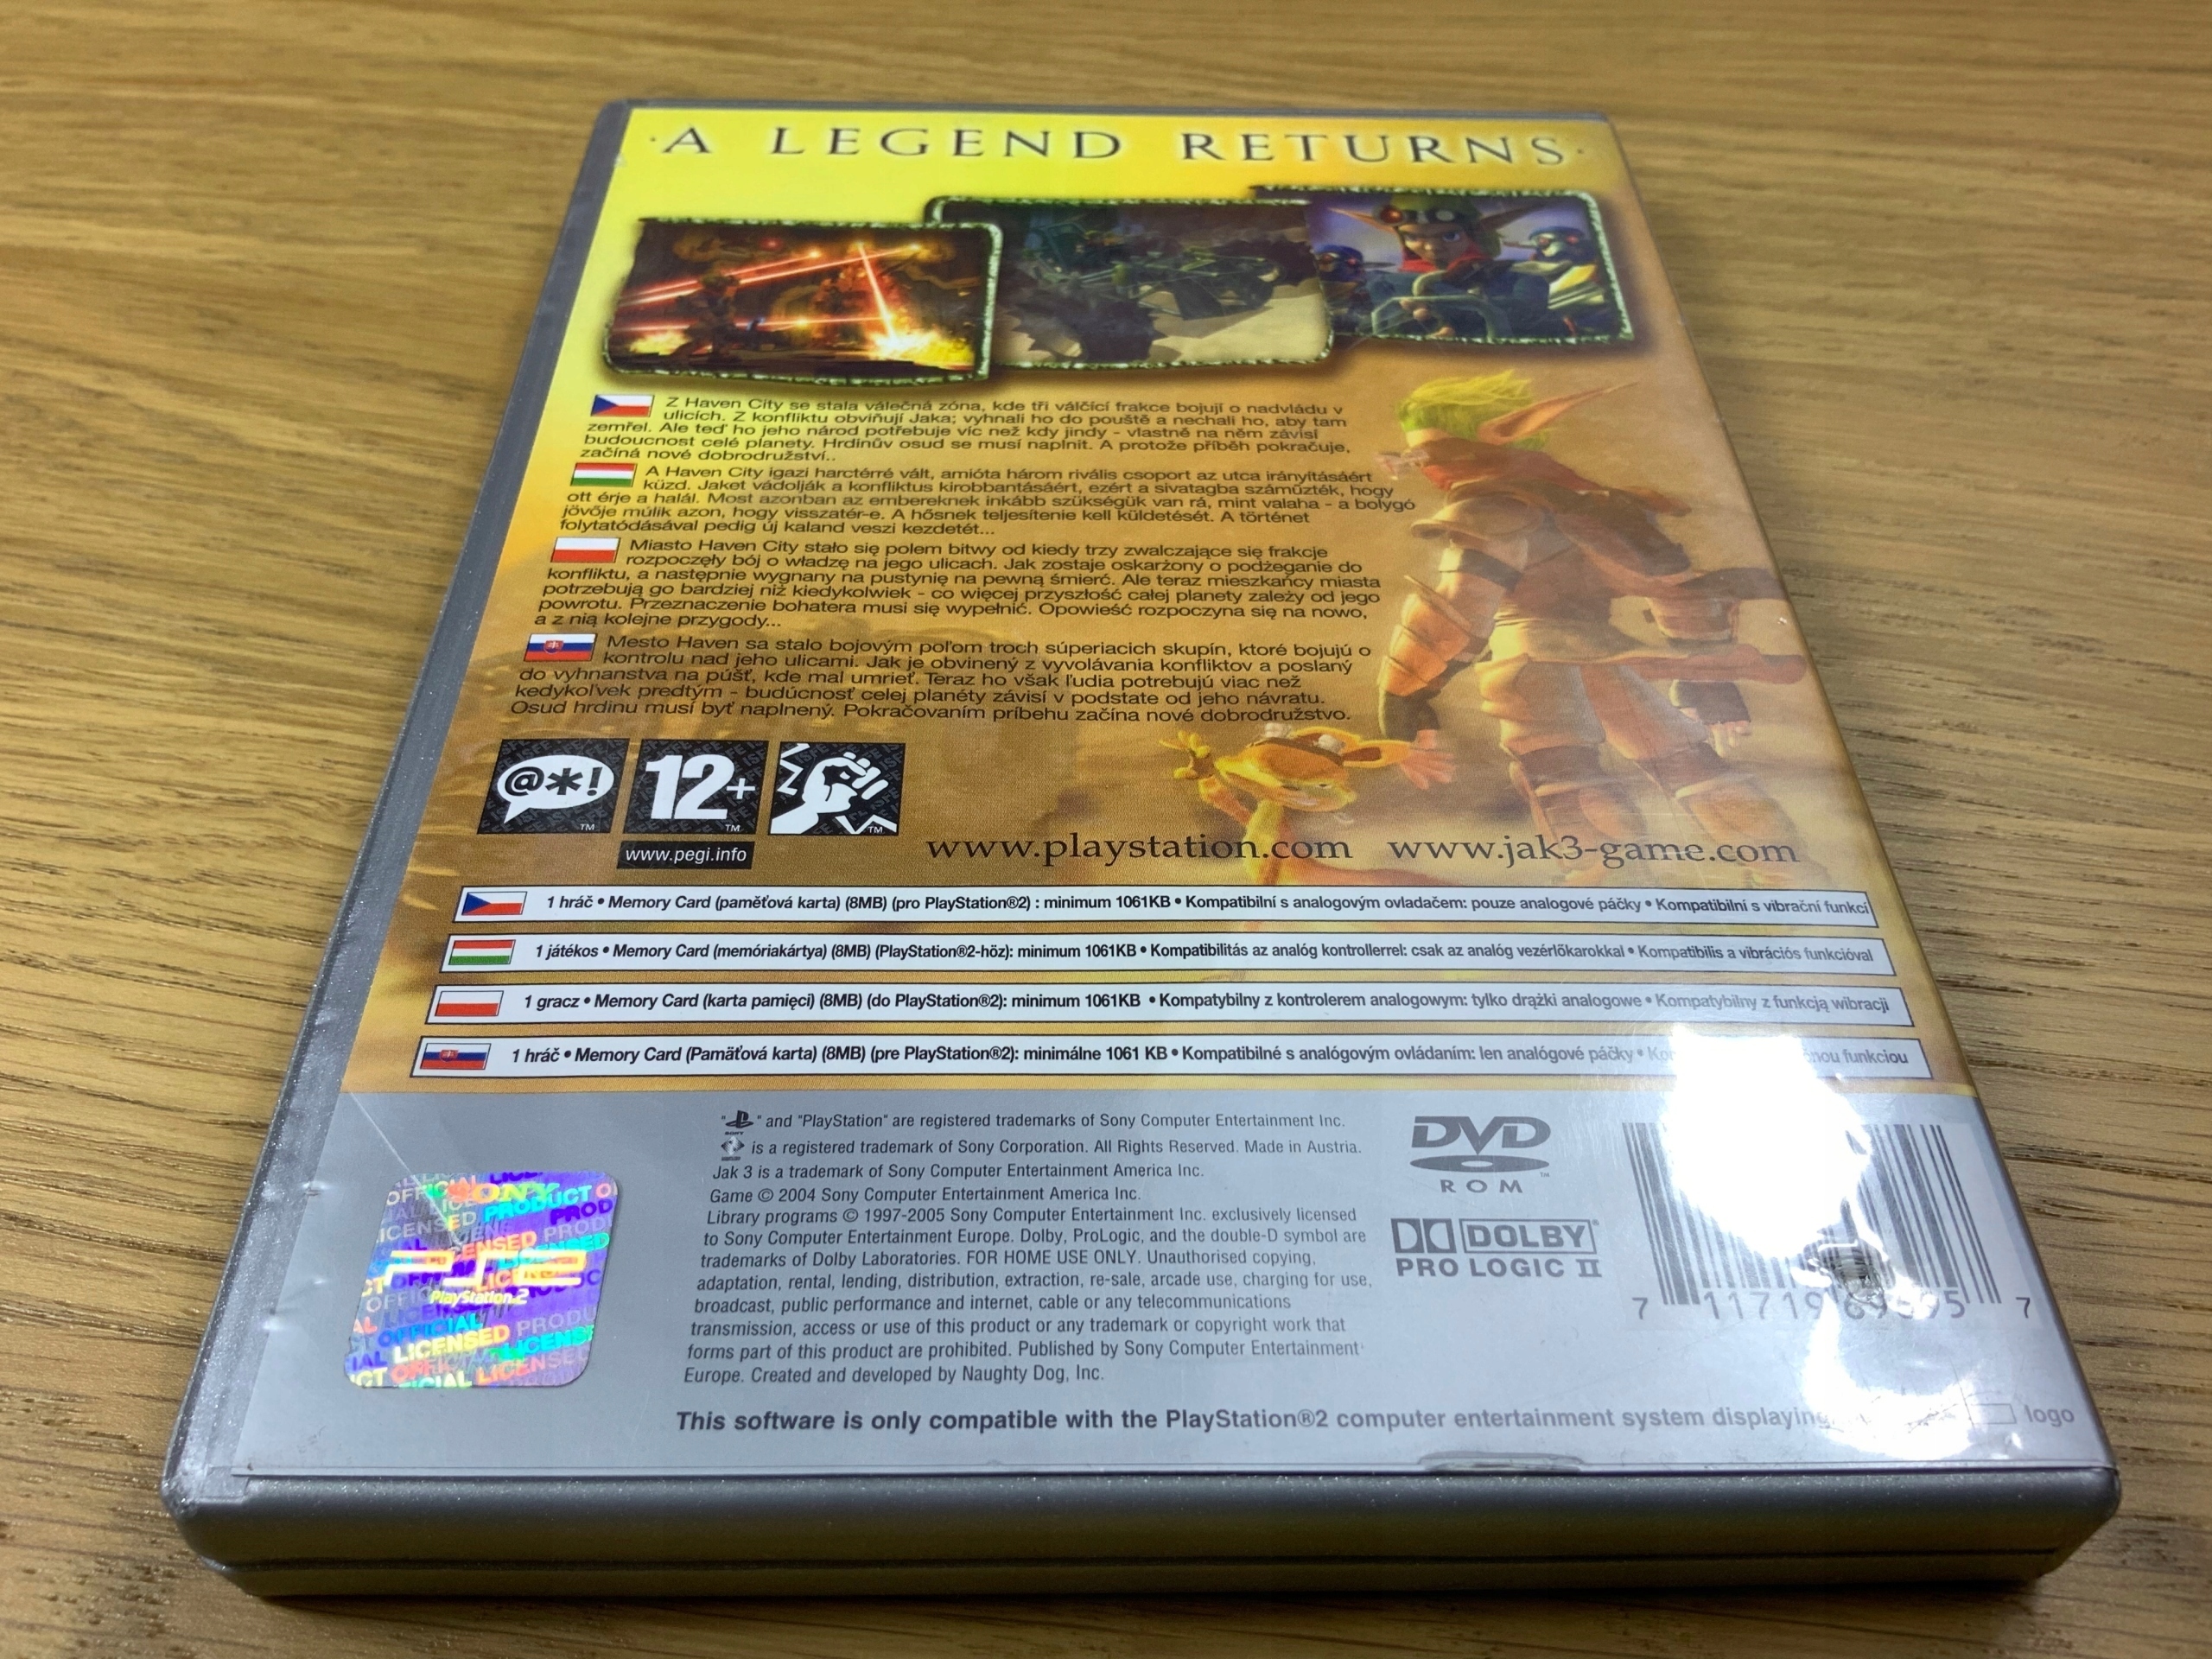 ·A LEGEND RETURNS·
Z Haven City se stala válečná zóna, kde tři válčící frakce bojují o nadvládu v
ulicích. Z konfliktu obviňují Jaka; vyhnali ho do pouště a nechali ho, aby tam
zemřel. Ale teď ho jeho národ potřebuje víc než kdy jindy - vlastně na něm závisí
budoucnost celé planety. Hrdinův osud se musí naplnit. A protože příběh pokračuje,
začíná nové dobrodružství..
A Haven City igazi harctérré vált, amióta három rivális csoport az utca irányításáért
küzd. Jaket vádolják a konfliktus kirobbantásáért, ezért a sivatagba száműzték, hogy
ott érje a halál. Most azonban az embereknek inkább szükségük van rá, mint valaha - a bolygó
jövője múlik azon, hogy visszatér-e. A hősnek teljesítenie kell küldetését. A történet
folytatódásával pedig új kaland veszi kezdetét...
Miasto Haven City stało się polem bitwy od kiedy trzy zwalczające się frakcje
rozpoczęły bój o władzę na jego ulicach. Jak zostaje oskarżony o podżeganie do
konfliktu, a następnie wygnany na pustynię na pewną śmierć. Ale teraz mieszkańcy miasta
potrzebują go bardziej niż kiedykolwiek - co więcej przyszłość całej planety zależy od jego
powrotu. Przeznaczenie bohatera musi się wypełnić. Opowieść rozpoczyna się na nowo,
a z nią kolejne przygody...
Mesto Haven sa stalo bojovým poľom troch súperiacich skupín, ktoré bojujú o
kontrolu nad jeho ulicami. Jak je obvinený z vyvolávania konfliktov a poslaný
do vyhnanstva na púšť, kde mal umrieť. Teraz ho však ľudia potrebujú viac než
kedykoľvek predtým - budúcnosť celej planéty závisí v podstate od jeho návratu.
Osud hrdinu musí byť naplnený. Pokračovaním príbehu začína nové dobrodružstvo.
@*! TM
12+ TM
TM
www.pegi.info
www.playstation.com www.jak3-game.com
1 hráč • Memory Card (paměťová karta) (8MB) (pro PlayStation®2) : minimum 1061KB • Kompatibilní s analogovým ovladačem: pouze analogové páčky • Kompatibilní s vibrační funkcí
1 játékos • Memory Card (memóriakártya) (8MB) (PlayStation®2-höz): minimum 1061KB • Kompatibilitás az analóg kontrollerrel: csak az analóg vezérlőkarokkal • Kompatibilis a vibrációs funkcióval
1 gracz • Memory Card (karta pamięci) (8MB) (do PlayStation®2): minimum 1061KB • Kompatybilny z kontrolerem analogowym: tylko drążki analogowe • Kompatybilny z funkcją wibracji
1 hráč • Memory Card (Pamäťová karta) (8MB) (pre PlayStation®2): minimálne 1061 KB • Kompatibilné s analógovým ovládaním: len analógové páčky • funkciou
" " and "PlayStation" are registered trademarks of Sony Computer Entertainment Inc.
is a registered trademark of Sony Corporation. All Rights Reserved. Made in Austria.
Jak 3 is a trademark of Sony Computer Entertainment America Inc.
Game © 2004 Sony Computer Entertainment America Inc.
Library programs © 1997-2005 Sony Computer Entertainment Inc. exclusively licensed
to Sony Computer Entertainment Europe. Dolby, ProLogic, and the double-D symbol are
trademarks of Dolby Laboratories. FOR HOME USE ONLY. Unauthorised copying,
adaptation, rental, lending, distribution, extraction, re-sale, arcade use, charging for use,
broadcast, public performance and internet, cable or any telecommunications
transmission, access or use of this product or any trademark or copyright work that
forms part of this product are prohibited. Published by Sony Computer Entertainment
Europe. Created and developed by Naughty Dog, Inc.
This software is only compatible with the PlayStation®2 computer entertainment system displaying logo
DVD
ROM
DOLBY
PRO LOGIC II
SONY
PS2
PlayStation.2
OFFICIAL
LICENSED PRODUCT